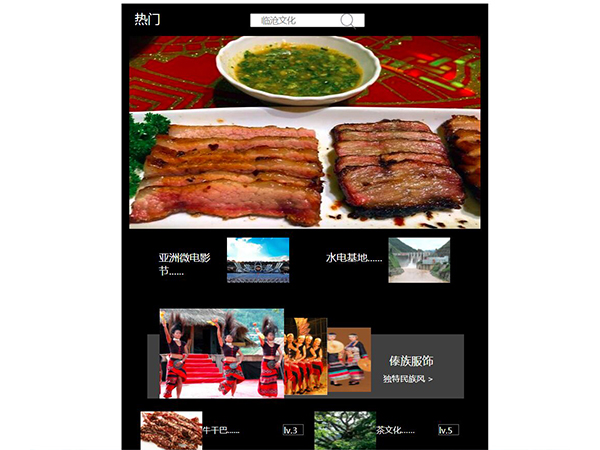 热门
临沧文化
亚洲微电影
节......
水电基地......
傣族服饰
独特民族风 >
牛干巴......
lv.3
茶文化......
lv.5